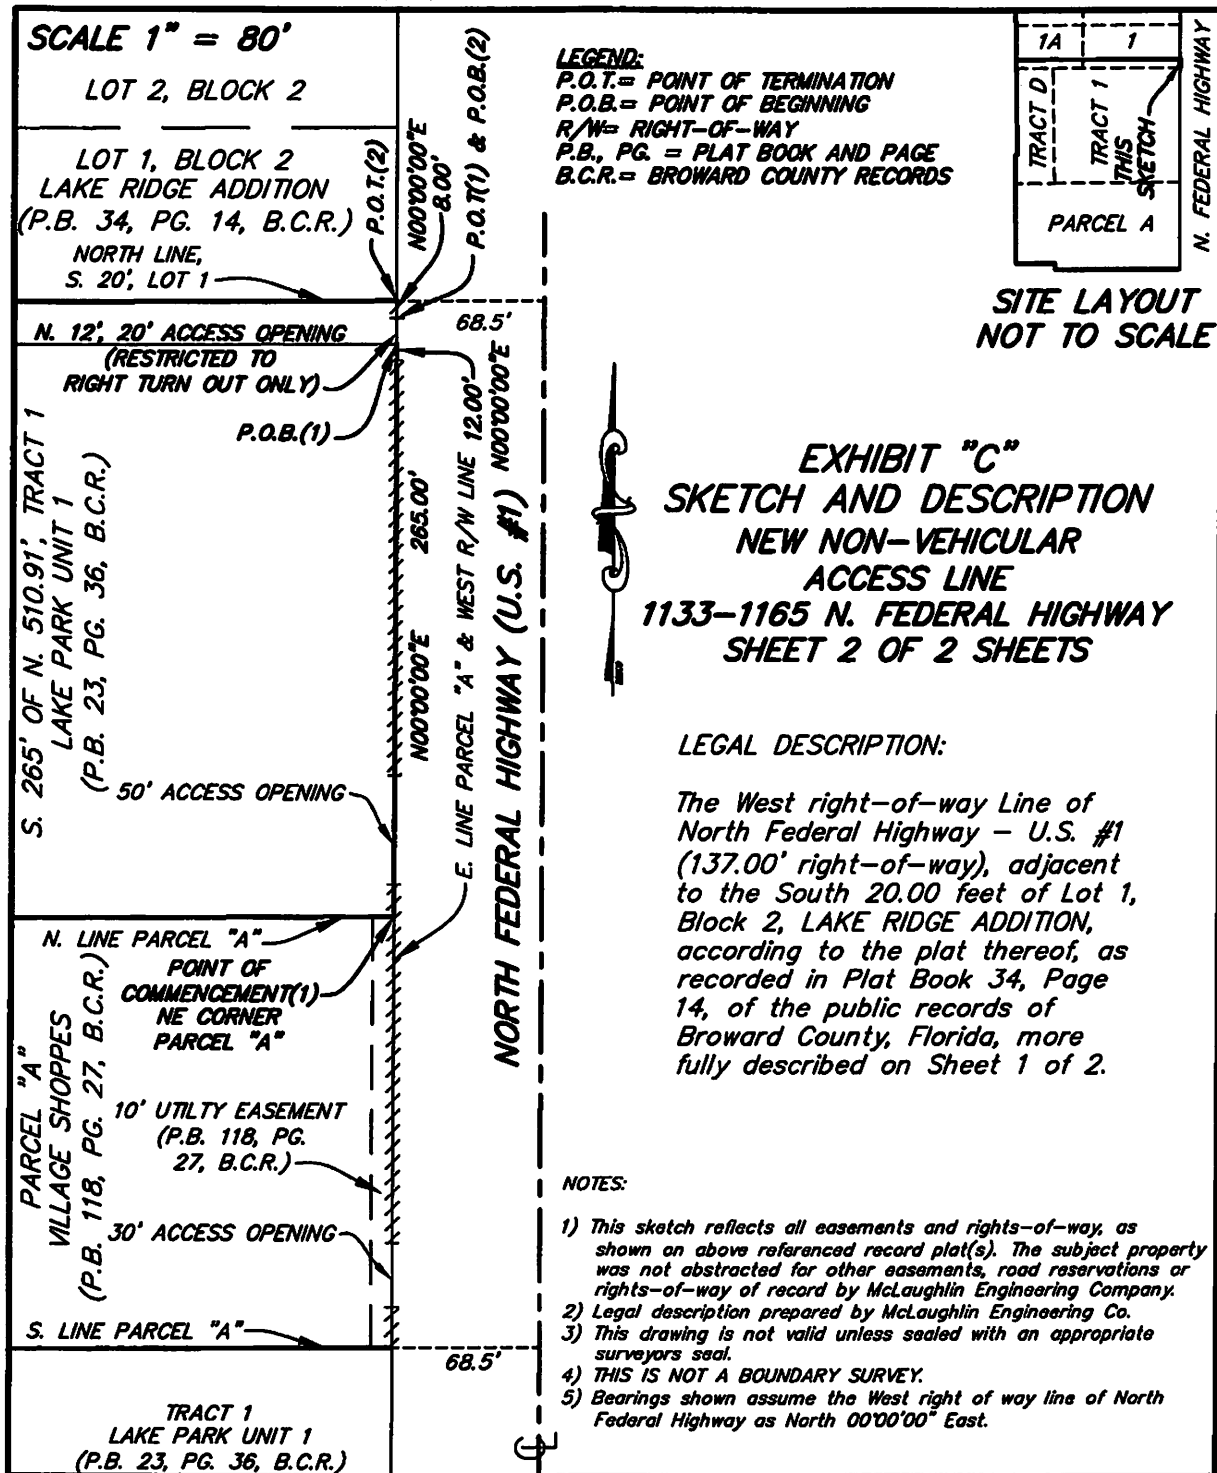 SCALE 1" = 80'
LOT 2, BLOCK 2
LOT 1, BLOCK 2
LAKE RIDGE ADDITION
(P.B. 34, PG. 14, B.C.R.)
NORTH LINE,
S. 20', LOT 1
P.O.T.(2)
N00°00'00"E
8.00'
P.O.T(1) & P.O.B.(2)
LEGEND:
P.O.T.= POINT OF TERMINATION
P.O.B.= POINT OF BEGINNING
R/W= RIGHT-OF-WAY
P.B., PG. = PLAT BOOK AND PAGE
B.C.R.= BROWARD COUNTY RECORDS
1A
1
TRACT D
TRACT 1
THIS
SKETCH
PARCEL A
N. FEDERAL HIGHWAY
SITE LAYOUT
NOT TO SCALE
68.5'
N. 12', 20' ACCESS OPENING
(RESTRICTED TO
RIGHT TURN OUT ONLY)
P.O.B.(1)
12.00'
N00°00'00"E
S. 265' OF N. 510.91', TRACT 1
LAKE PARK UNIT 1
(P.B. 23, PG. 36, B.C.R.)
265.00'
N00°00'00"E
E. LINE PARCEL "A" & WEST R/W LINE
NORTH FEDERAL HIGHWAY (U.S. #1)
50' ACCESS OPENING
EXHIBIT "C"
SKETCH AND DESCRIPTION
NEW NON-VEHICULAR
ACCESS LINE
1133-1165 N. FEDERAL HIGHWAY
SHEET 2 OF 2 SHEETS
LEGAL DESCRIPTION:
The West right-of-way Line of
North Federal Highway - U.S. #1
(137.00' right-of-way), adjacent
to the South 20.00 feet of Lot 1,
Block 2, LAKE RIDGE ADDITION,
according to the plat thereof, as
recorded in Plat Book 34, Page
14, of the public records of
Broward County, Florida, more
fully described on Sheet 1 of 2.
N. LINE PARCEL "A"
POINT OF
COMMENCEMENT(1)
NE CORNER
PARCEL "A"
PARCEL "A"
VILLAGE SHOPPES
(P.B. 118, PG. 27, B.C.R.)
10' UTILTY EASEMENT
(P.B. 118, PG.
27, B.C.R.)
30' ACCESS OPENING
S. LINE PARCEL "A"
68.5'
TRACT 1
LAKE PARK UNIT 1
(P.B. 23, PG. 36, B.C.R.)
NOTES:
1) This sketch reflects all easements and rights-of-way, as
shown on above referenced record plat(s). The subject property
was not abstracted for other easements, road reservations or
rights-of-way of record by McLaughlin Engineering Company.
2) Legal description prepared by McLaughlin Engineering Co.
3) This drawing is not valid unless sealed with an appropriate
surveyors seal.
4) THIS IS NOT A BOUNDARY SURVEY.
5) Bearings shown assume the West right of way line of North
Federal Highway as North 00°00'00" East.